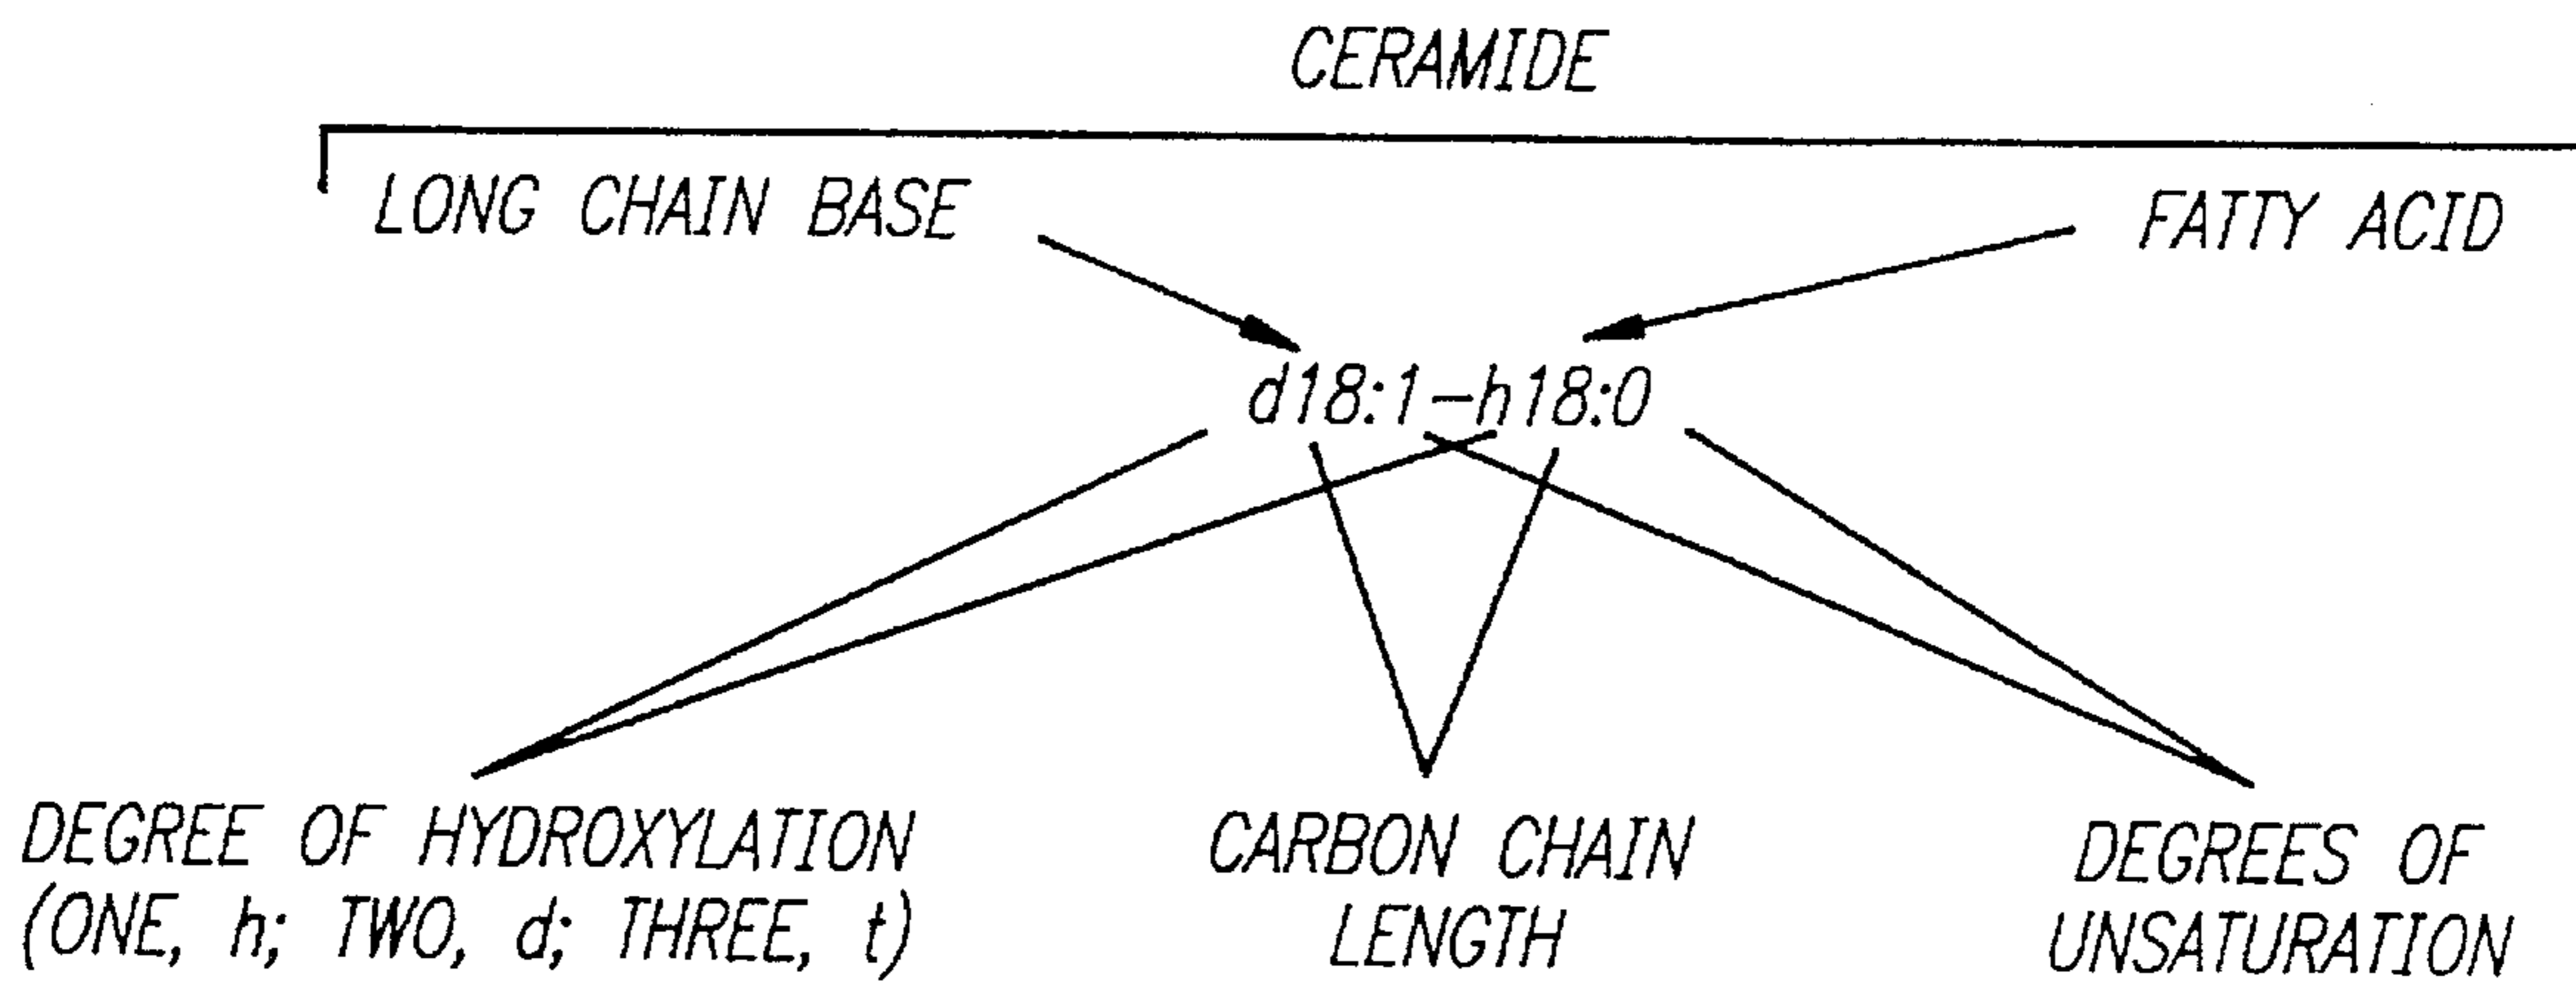 CERAMIDE
LONG CHAIN BASE
FATTY ACID
d18:1-h18:0
DEGREE OF HYDROXYLATION
(ONE, h; TWO, d; THREE, t)
CARBON CHAIN
LENGTH
DEGREES OF
UNSATURATION